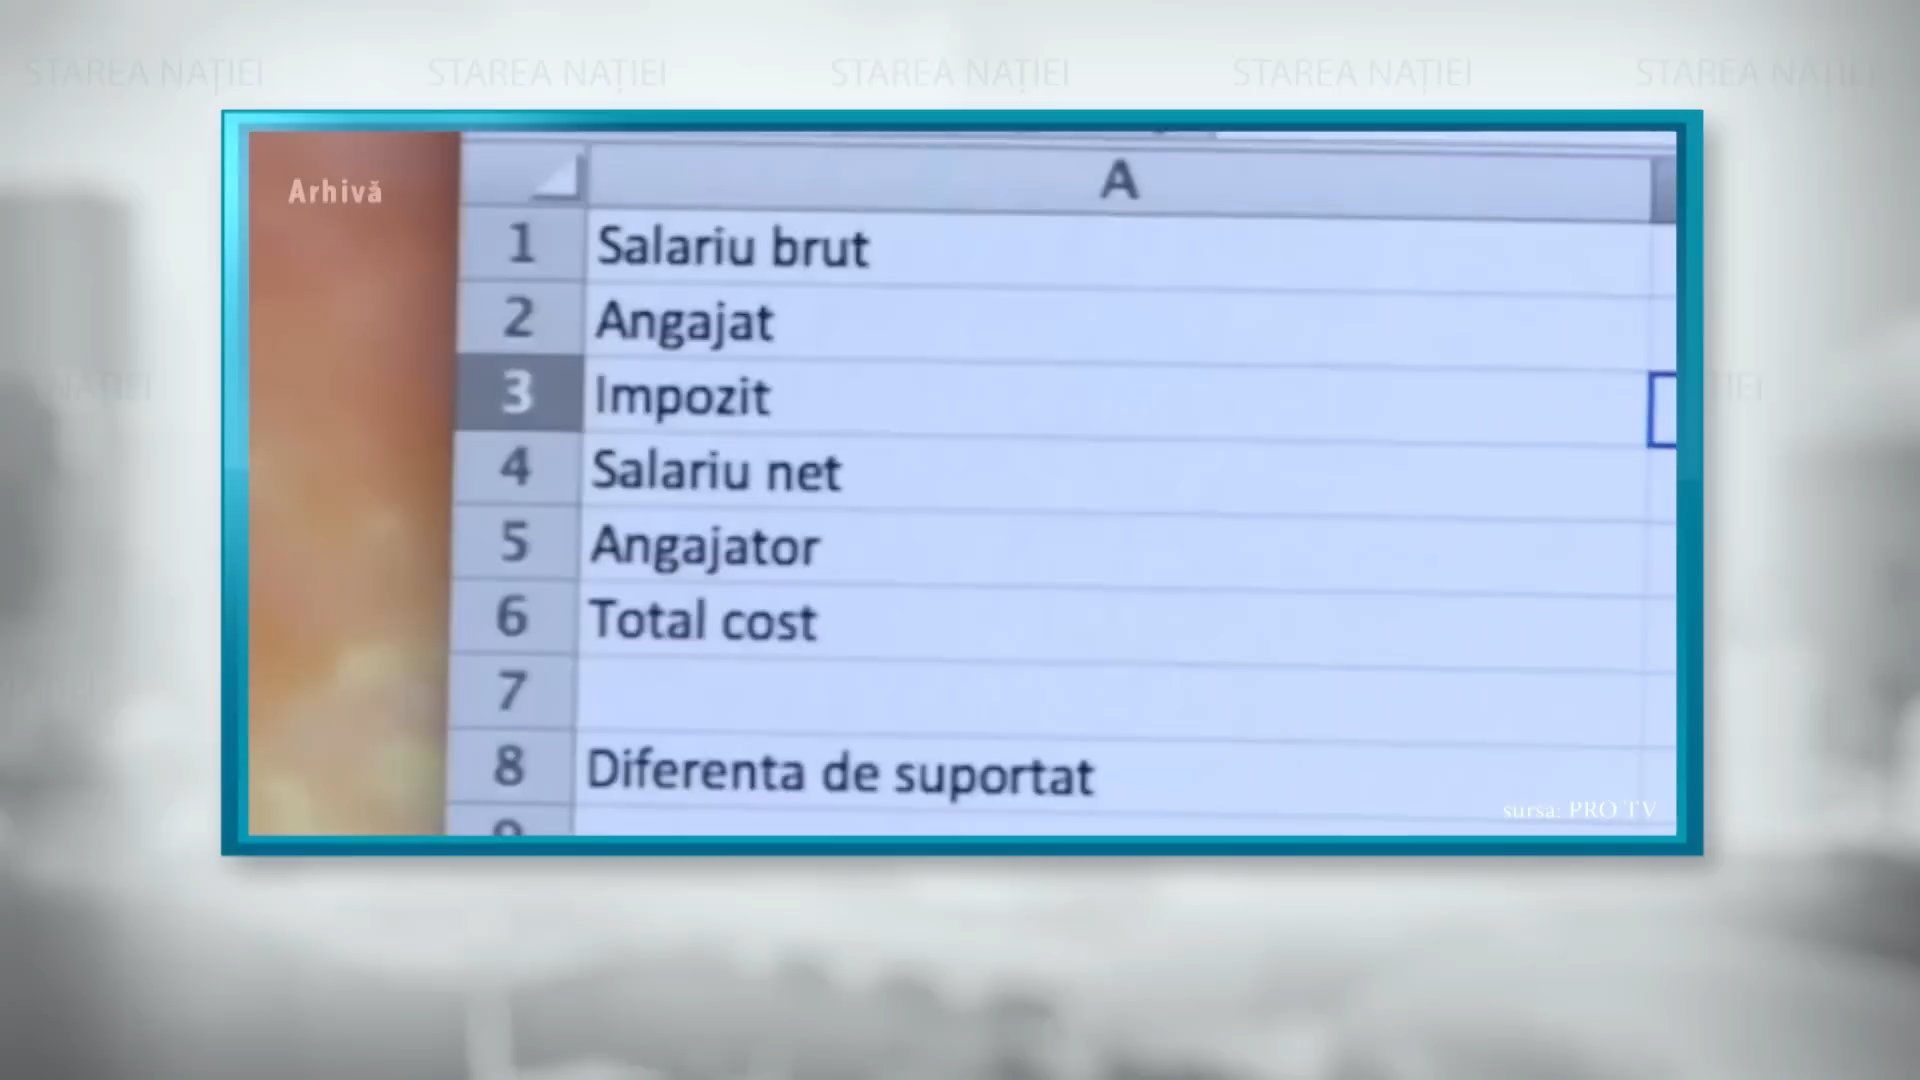 STAREA NAȚIEI STAREA NAȚIEI STAREA NAȚIEI STAREA NAȚIEI STAREA NAȚIEI
Arhivă
A
1 Salariu brut
2 Angajat
3 Impozit
4 Salariu net
5 Angajator
6 Total cost
7
8 Diferenta de suportat
9
sursa: PRO TV